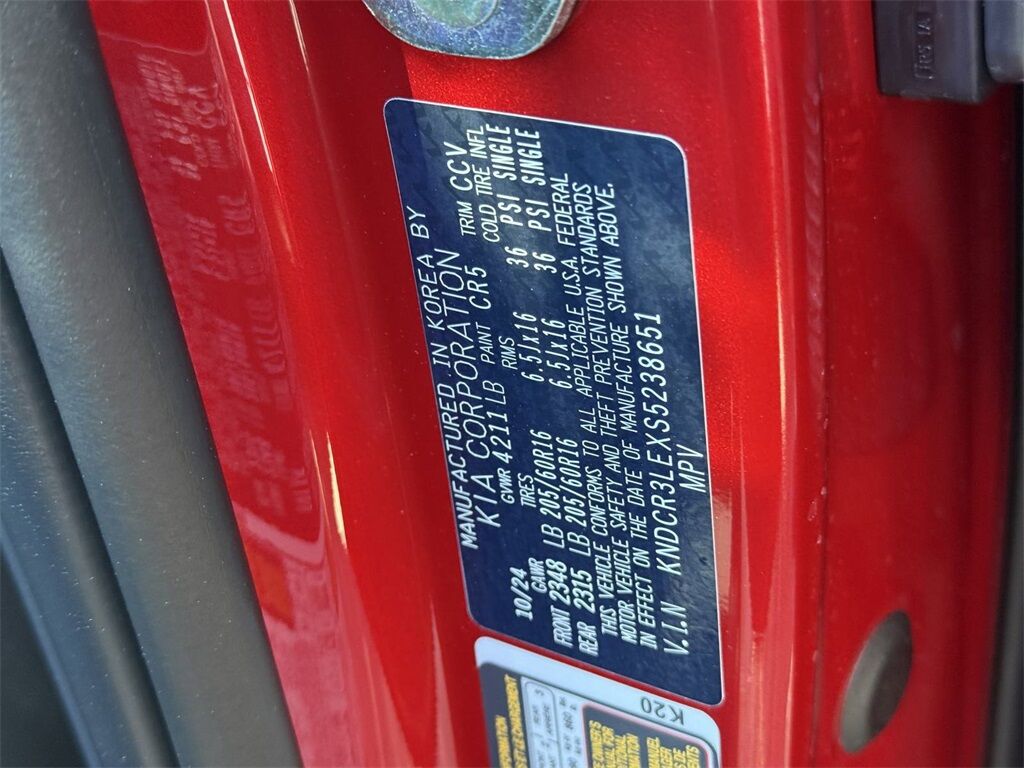 MANUFACTURED IN KOREA BY
KIA CORPORATION
10/24 GVWR 4211 LB PAINT CR5 TRIM CCV
GAWR TIRES RIMS COLD TIRE INFL
FRONT 2348 LB 205/60R16 6.5Jx16 36 PSI SINGLE
REAR 2315 LB 205/60R16 6.5Jx16 36 PSI SINGLE
THIS VEHICLE CONFORMS TO ALL APPLICABLE U.S.A. FEDERAL
MOTOR VEHICLE SAFETY AND THEFT PREVENTION STANDARDS
IN EFFECT ON THE DATE OF MANUFACTURE SHOWN ABOVE.
V.I.N KNDCR3LEXS5238651
MPV
K20